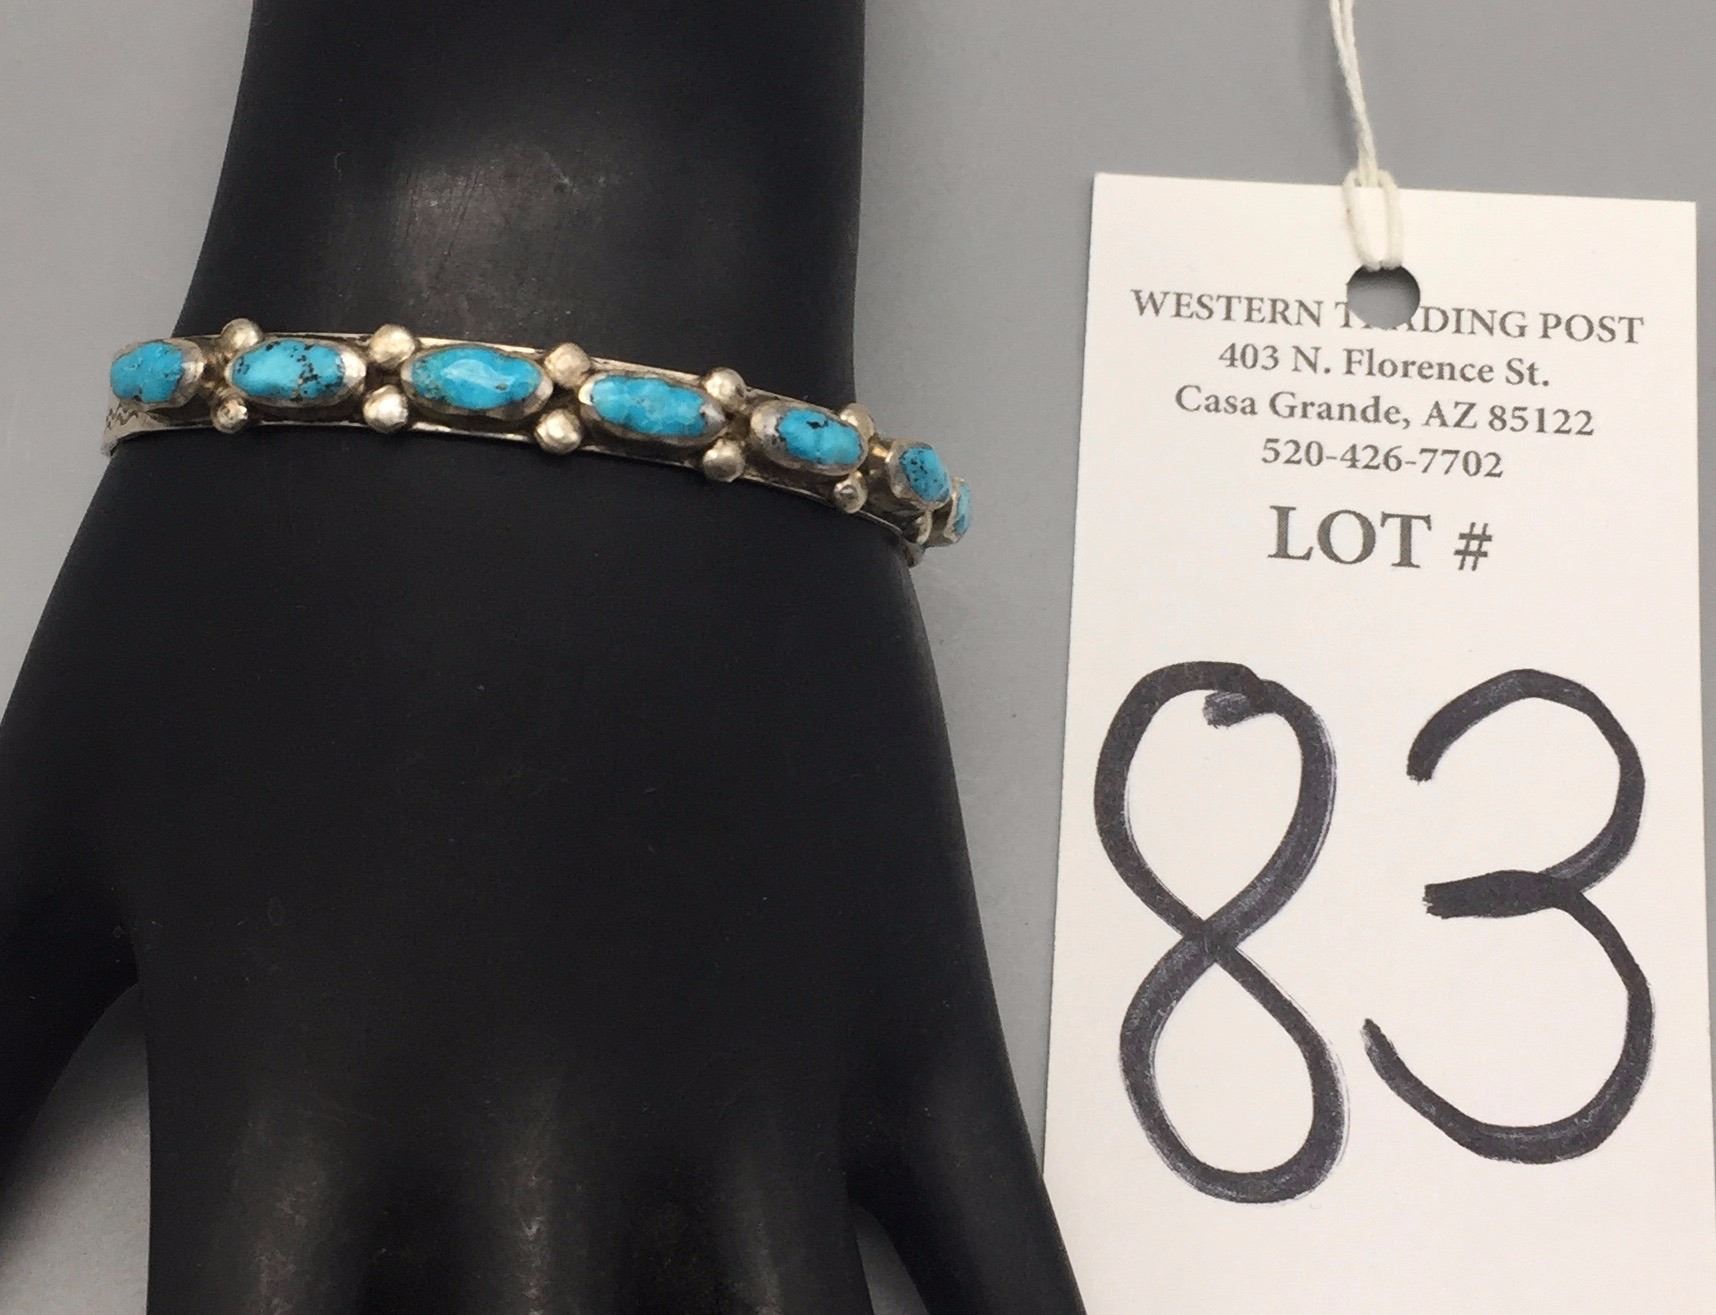 WESTERN TRADING POST
403 N. Florence St.
Casa Grande, AZ 85122
520-426-7702
LOT #
83